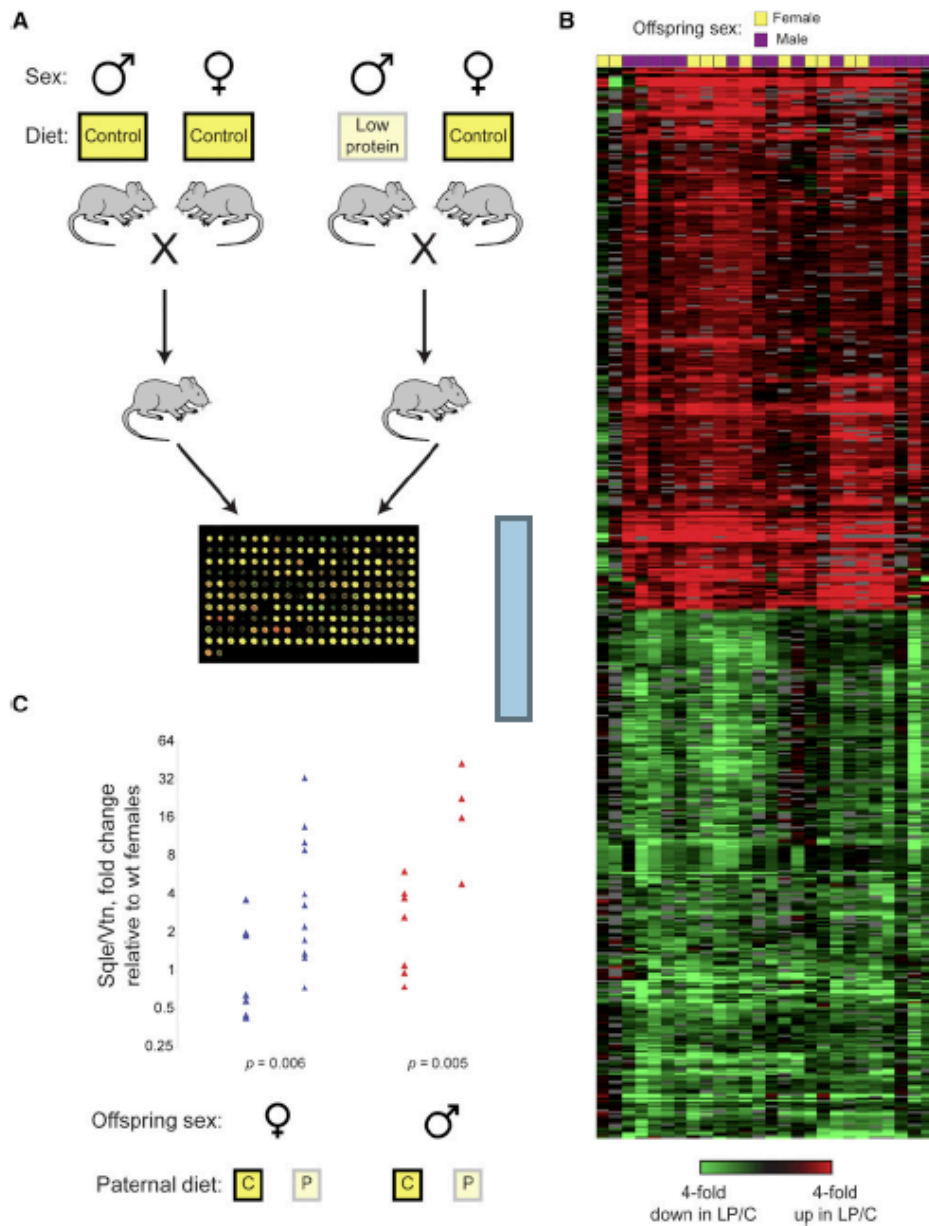 A
Sex: ♂ ♀ ♂ ♀
Diet: Control Control Low protein Control
X X
B
Offspring sex:
Female
Male
4-fold down in LP/C
4-fold up in LP/C
C
Sqle/Vtn, fold change
relative to wt females
64
32
16
8
4
2
1
0.5
0.25
p = 0.006 p = 0.005
Offspring sex: ♀ ♂
Paternal diet: C P C P